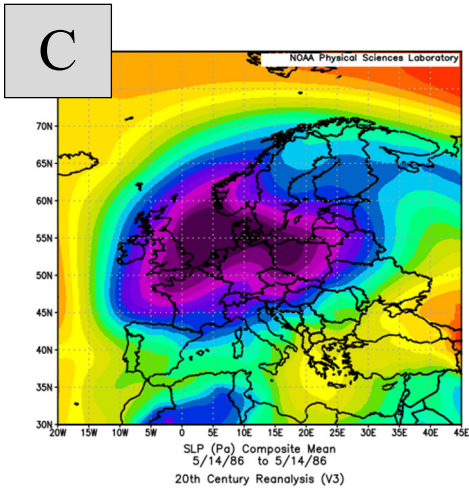 C
NOAA Physical Sciences Laboratory
70N
65N
60N
55N
50N
45N
40N
35N
30N
20W 15W 10W 5W 0 5E 10E 15E 20E 25E 30E 35E 40E 45E
SLP (Pa) Composite Mean
5/14/86 to 5/14/86
20th Century Reanalysis (V3)